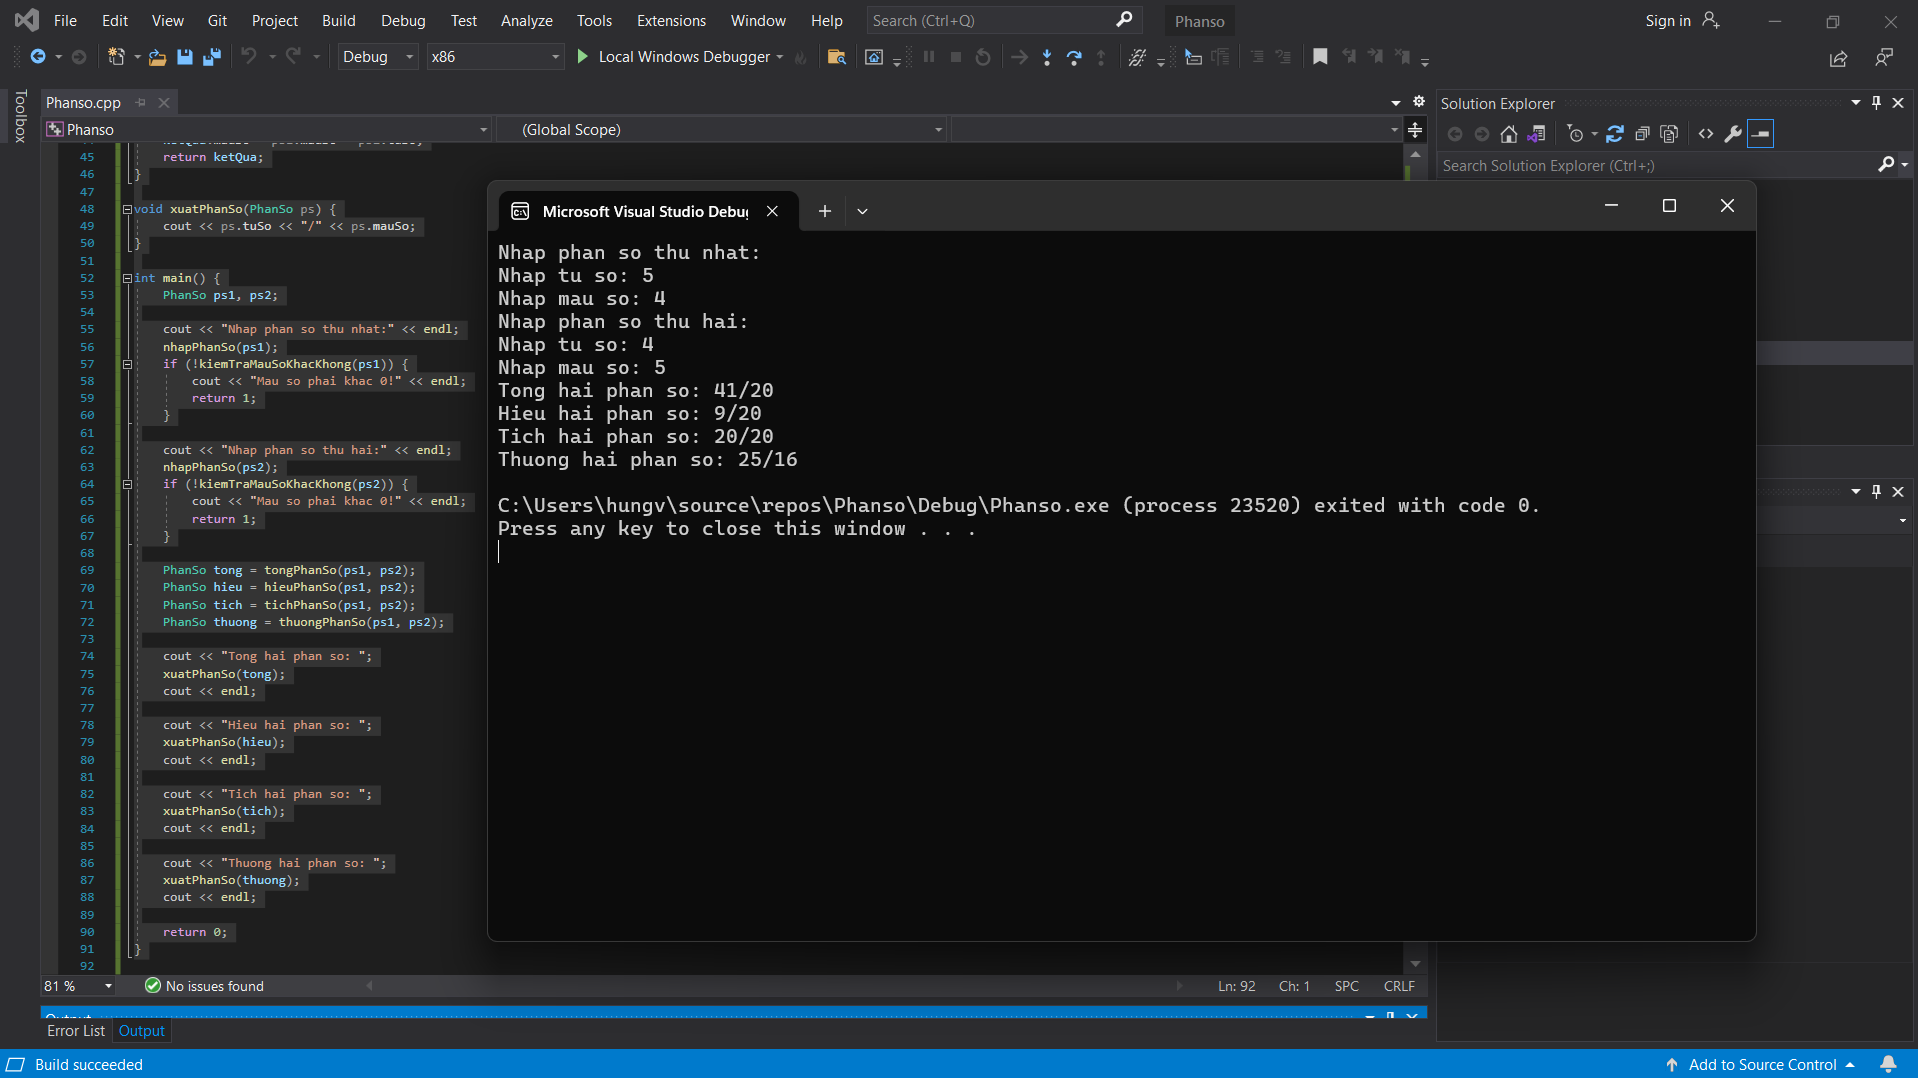 File Edit View Git Project Build Debug Test Analyze Tools Extensions Window Help Search (Ctrl+Q) Phanso Sign in
Debug x86 Local Windows Debugger
Toolbox
Phanso.cpp
Phanso (Global Scope)
45 return ketQua;
46 }
47
48 void xuatPhanSo(PhanSo ps) {
49 cout << ps.tuSo << "/" << ps.mauSo;
50 }
51
52 int main() {
53 PhanSo ps1, ps2;
54
55 cout << "Nhap phan so thu nhat:" << endl;
56 nhapPhanSo(ps1);
57 if (!kiemTraMauSoKhacKhong(ps1)) {
58 cout << "Mau so phai khac 0!" << endl;
59 return 1;
60 }
61
62 cout << "Nhap phan so thu hai:" << endl;
63 nhapPhanSo(ps2);
64 if (!kiemTraMauSoKhacKhong(ps2)) {
65 cout << "Mau so phai khac 0!" << endl;
66 return 1;
67 }
68
69 PhanSo tong = tongPhanSo(ps1, ps2);
70 PhanSo hieu = hieuPhanSo(ps1, ps2);
71 PhanSo tich = tichPhanSo(ps1, ps2);
72 PhanSo thuong = thuongPhanSo(ps1, ps2);
73
74 cout << "Tong hai phan so: ";
75 xuatPhanSo(tong);
76 cout << endl;
77
78 cout << "Hieu hai phan so: ";
79 xuatPhanSo(hieu);
80 cout << endl;
81
82 cout << "Tich hai phan so: ";
83 xuatPhanSo(tich);
84 cout << endl;
85
86 cout << "Thuong hai phan so: ";
87 xuatPhanSo(thuong);
88 cout << endl;
89
90 return 0;
91 }
92
81 % No issues found Ln: 92 Ch: 1 SPC CRLF
Output
Error List Output
Build succeeded Add to Source Control
Solution Explorer
Search Solution Explorer (Ctrl+;)
Microsoft Visual Studio Debug
Nhap phan so thu nhat:
Nhap tu so: 5
Nhap mau so: 4
Nhap phan so thu hai:
Nhap tu so: 4
Nhap mau so: 5
Tong hai phan so: 41/20
Hieu hai phan so: 9/20
Tich hai phan so: 20/20
Thuong hai phan so: 25/16
C:\Users\hungv\source\repos\Phanso\Debug\Phanso.exe (process 23520) exited with code 0.
Press any key to close this window . . .